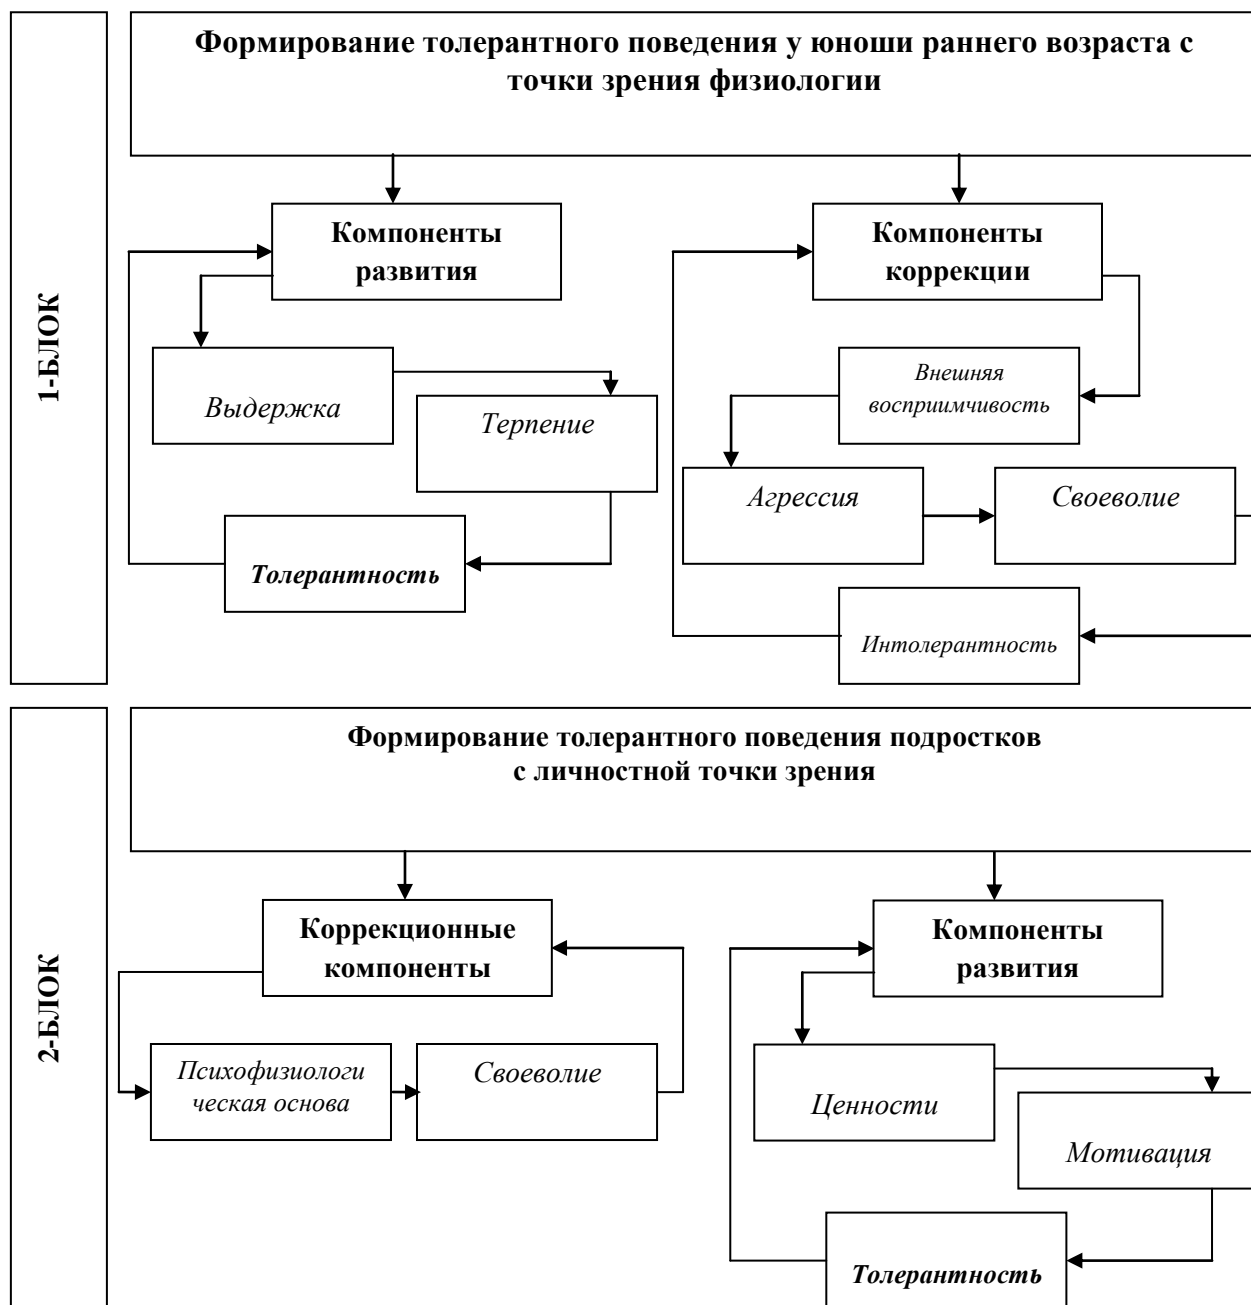 1-БЛОК
Формирование толерантного поведения у юноши раннего возраста с
точки зрения физиологии
Компоненты
развития
Компоненты
коррекции
Выдержка
Терпение
Толерантность
Внешняя
восприимчивость
Агрессия
Своеволие
Интолерантность
2-БЛОК
Формирование толерантного поведения подростков
с личностной точки зрения
Коррекционные
компоненты
Компоненты
развития
Психофизиологи
ческая основа
Своеволие
Ценности
Мотивация
Толерантность